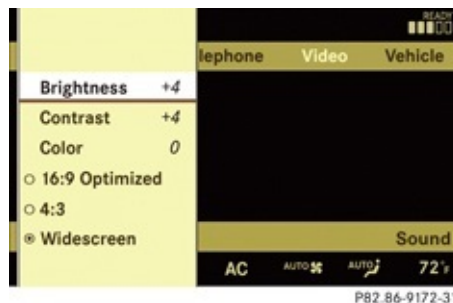 READY
lephone Video Vehicle
Brightness +4
Contrast +4
Color 0
16:9 Optimized
4:3
Widescreen
Sound
AC AUTO AUTO 72°F
P82.86-9172-31